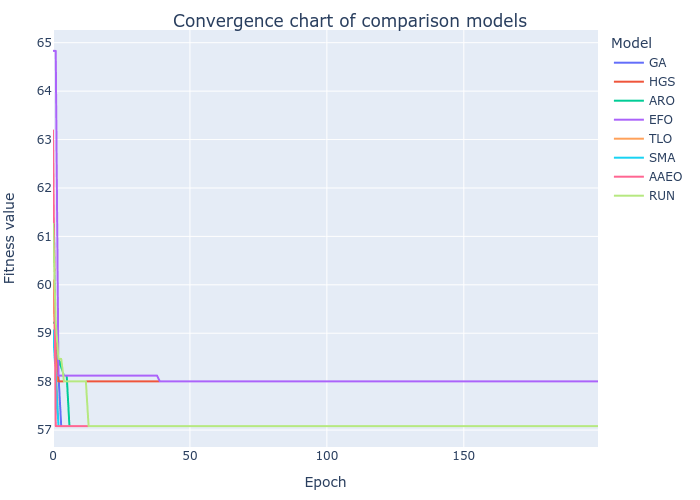 Convergence chart of comparison models
Fitness value
65
64
63
62
61
60
59
58
57
0
50
100
150
Epoch
Model
GA
HGS
ARO
EFO
TLO
SMA
AAEO
RUN